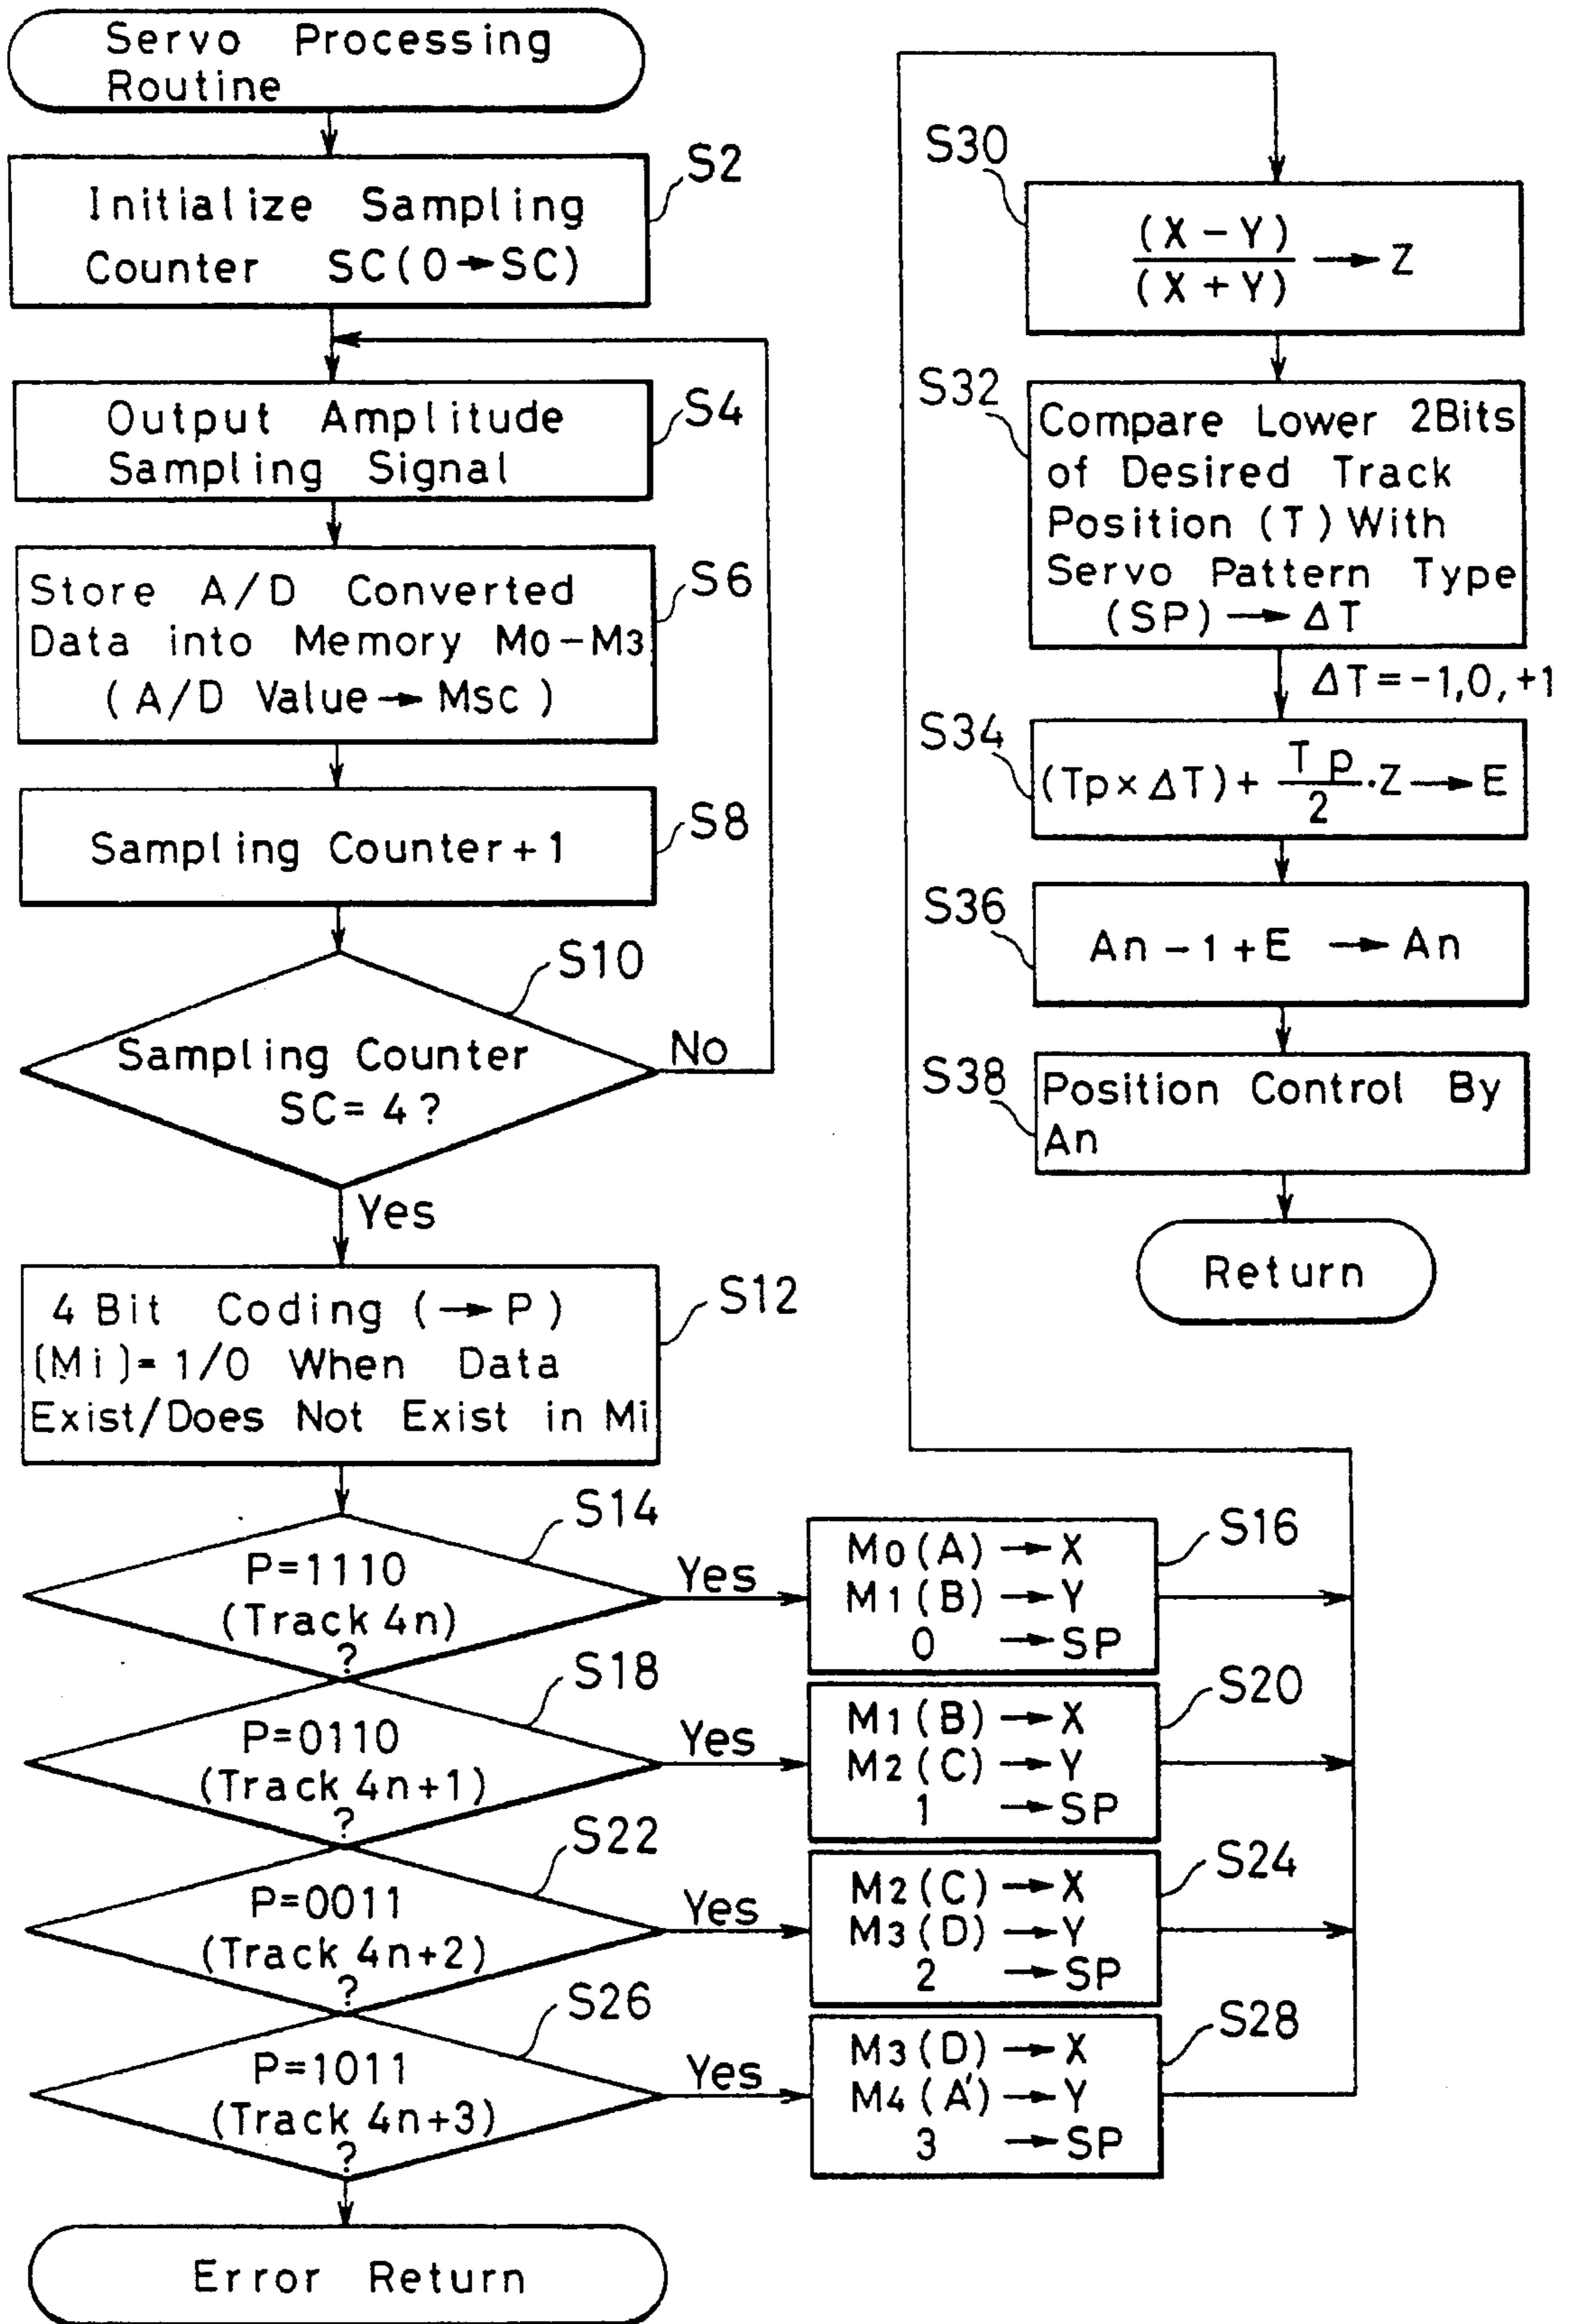 Servo Processing
Routine
S2
Initialize Sampling
Counter SC(0→SC)
S4
Output Amplitude
Sampling Signal
S6
Store A/D Converted
Data into Memory M0-M3
(A/D Value→MSC)
S8
Sampling Counter+1
S10
Sampling Counter
SC=4?
No
Yes
S12
4 Bit Coding (→P)
(Mi)=1/0 When Data
Exist/Does Not Exist in Mi
S14
P=1110
(Track 4n)
?
Yes
S16
M0(A)→X
M1(B)→Y
0 →SP
S18
P=0110
(Track 4n+1)
?
Yes
S20
M1(B)→X
M2(C)→Y
1 →SP
S22
P=0011
(Track 4n+2)
?
Yes
S24
M2(C)→X
M3(D)→Y
2 →SP
S26
P=1011
(Track 4n+3)
?
Yes
S28
M3(D)→X
M4(A')→Y
3 →SP
Error Return
S30
(X-Y)
(X+Y) →Z
S32
Compare Lower 2Bits
of Desired Track
Position (T) With
Servo Pattern Type
(SP)→ΔT
ΔT=-1,0,+1
S34
(Tp×ΔT)+ Tp/2·Z→E
S36
An-1+E →An
S38
Position Control By
An
Return